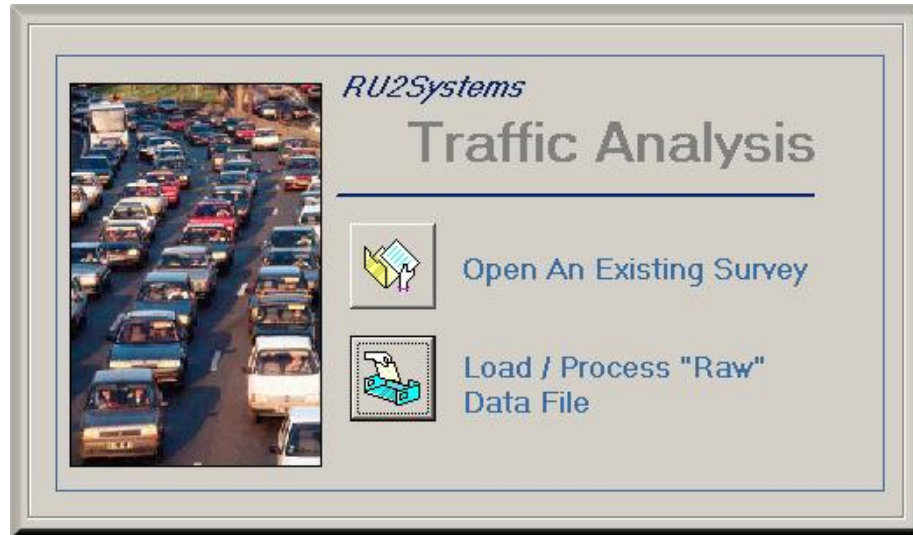 RU2Systems
Traffic Analysis
Open An Existing Survey
Load / Process "Raw"
Data File